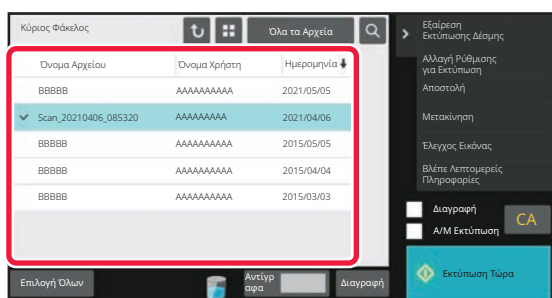 Κύριος Φάκελος
Όλα τα Αρχεία
Όνομα Αρχείου Όνομα Χρήστη Ημερομηνία
BBBBB AAAAAAAAAA 2021/05/05
Scan_20210406_085320 AAAAAAAAA 2021/04/06
BBBBB AAAAAAAAAA 2015/05/05
BBBBB AAAAAAAAAA 2015/04/04
BBBBB AAAAAAAAAA 2015/03/03
Επιλογή Όλων
Αντίγρ
αφα
Διαγραφή
Εξαίρεση
Εκτύπωσης Δέσμης
Αλλαγή Ρύθμισης
για Εκτύπωση
Αποστολή
Μετακίνηση
Έλεγχος Εικόνας
Βλέπε Λεπτομερείς
Πληροφορίες
Διαγραφή
Α/Μ Εκτύπωση
CA
Εκτύπωση Τώρα